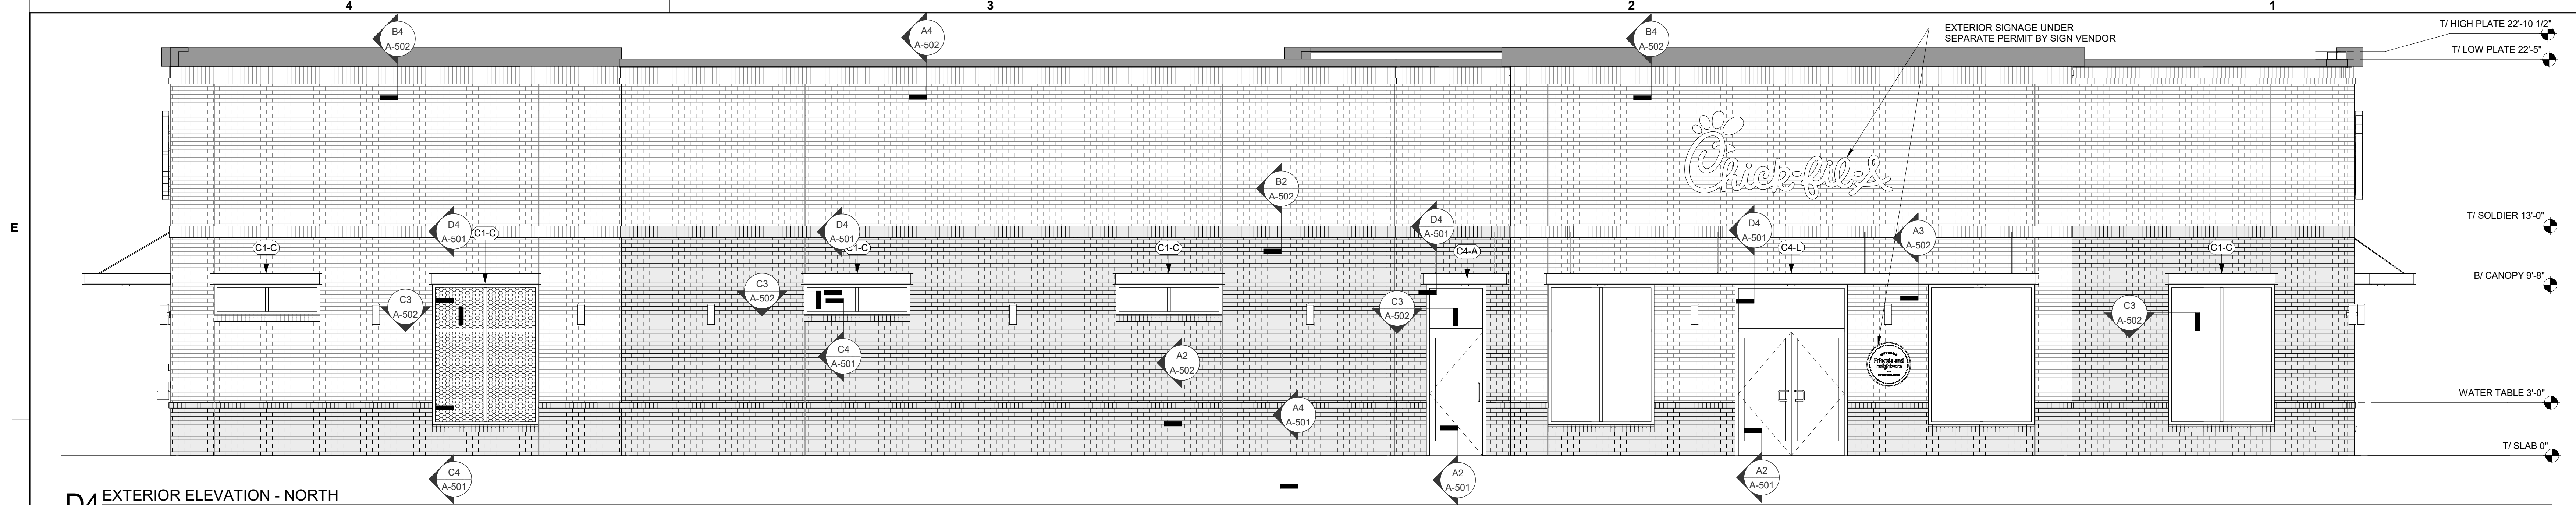 4
3
2
1
B4
A-502
A4
A-502
B4
A-502
EXTERIOR SIGNAGE UNDER
SEPARATE PERMIT BY SIGN VENDOR
T/ HIGH PLATE 22'-10 1/2"
T/ LOW PLATE 22'-5"
Chick-fil-A
B2
A-502
E
T/ SOLDIER 13'-0"
D4
A-501
C1-C
C1-C
D4
A-501
C1-C
C1-C
D4
A-501
C4-A
D4
A-501
C4-L
A3
A-502
C1-C
B/ CANOPY 9'-8"
C3
A-502
C3
A-502
C3
A-502
C3
A-502
C4
A-501
A2
A-502
WELCOME
Friends and
neighbors
WATER TABLE 3'-0"
A4
A-501
T/ SLAB 0"
C4
A-501
A2
A-501
A2
A-501
D4 EXTERIOR ELEVATION - NORTH